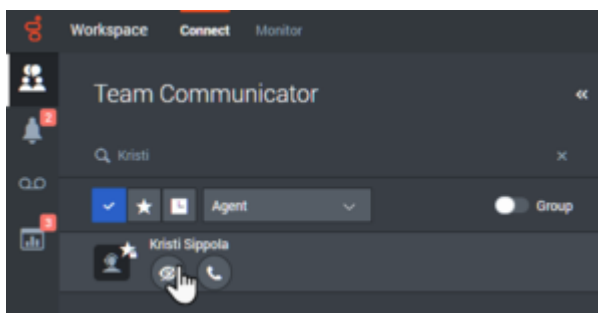 Workspace Connect Monitor
Team Communicator
2
Kristi
Agent Group
3
Kristi Sippola